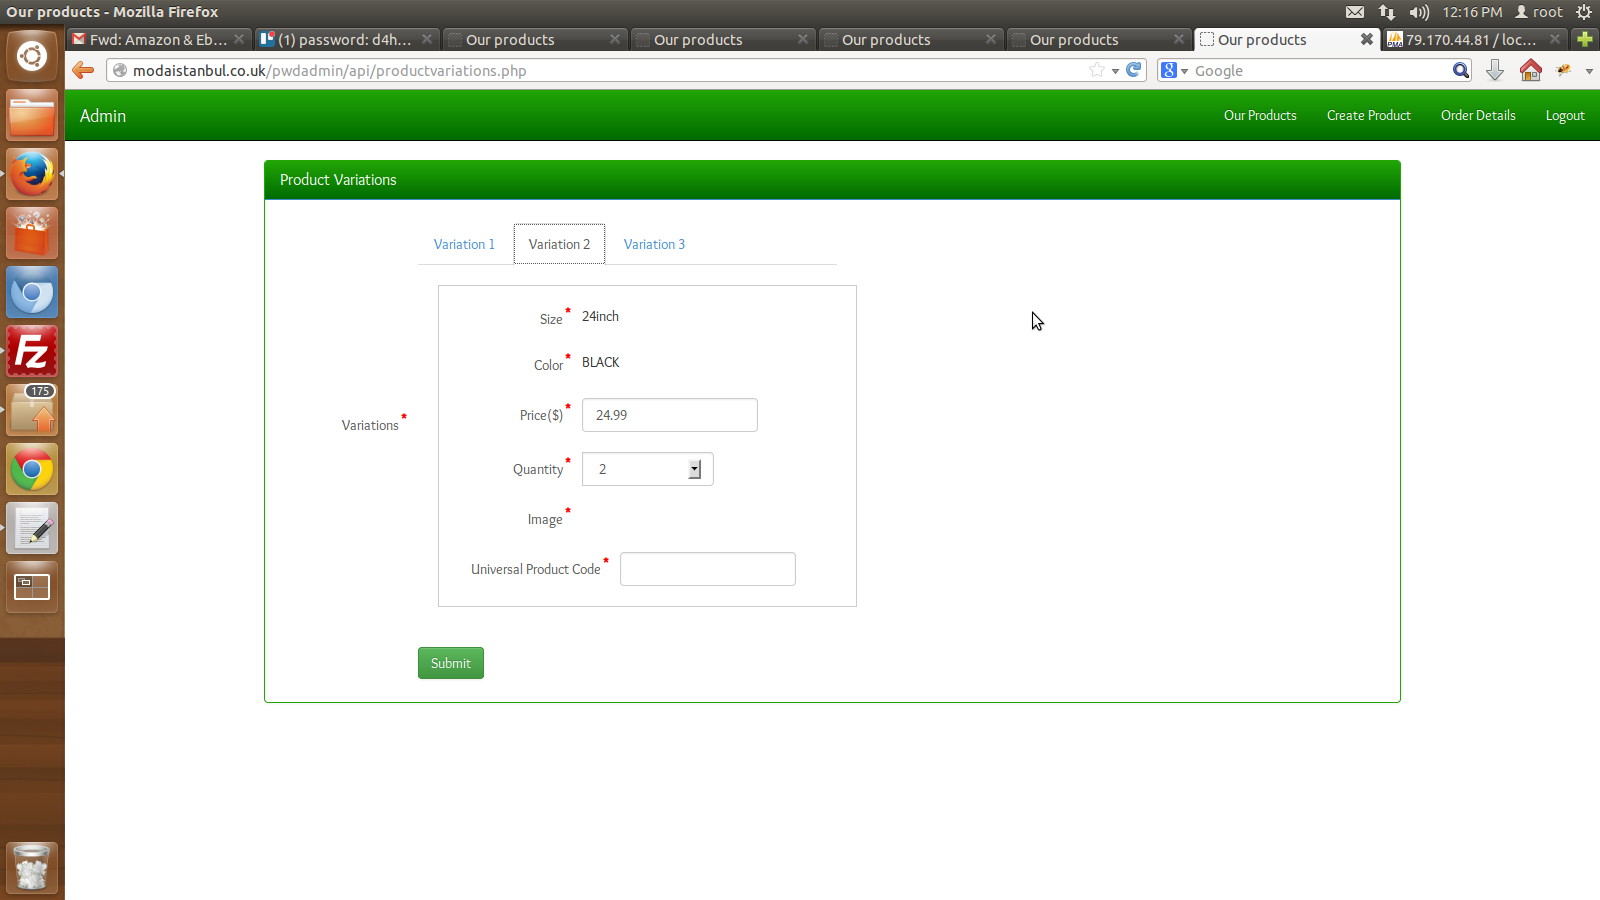 Our products - Mozilla Firefox
12:16 PM root
Fwd: Amazon & Eb...
(1) password: d4h...
Our products
Our products
Our products
Our products
Our products
79.170.44.81 / loc...
modaistanbul.co.uk/pwdadmin/api/productvariations.php
8 Google
Admin
Our Products
Create Product
Order Details
Logout
Product Variations
Variation 1
Variation 2
Variation 3
Size* 24inch
Color* BLACK
Variations*
Price($)* 24.99
Quantity* 2
Image*
Universal Product Code*
Submit
Fz
175